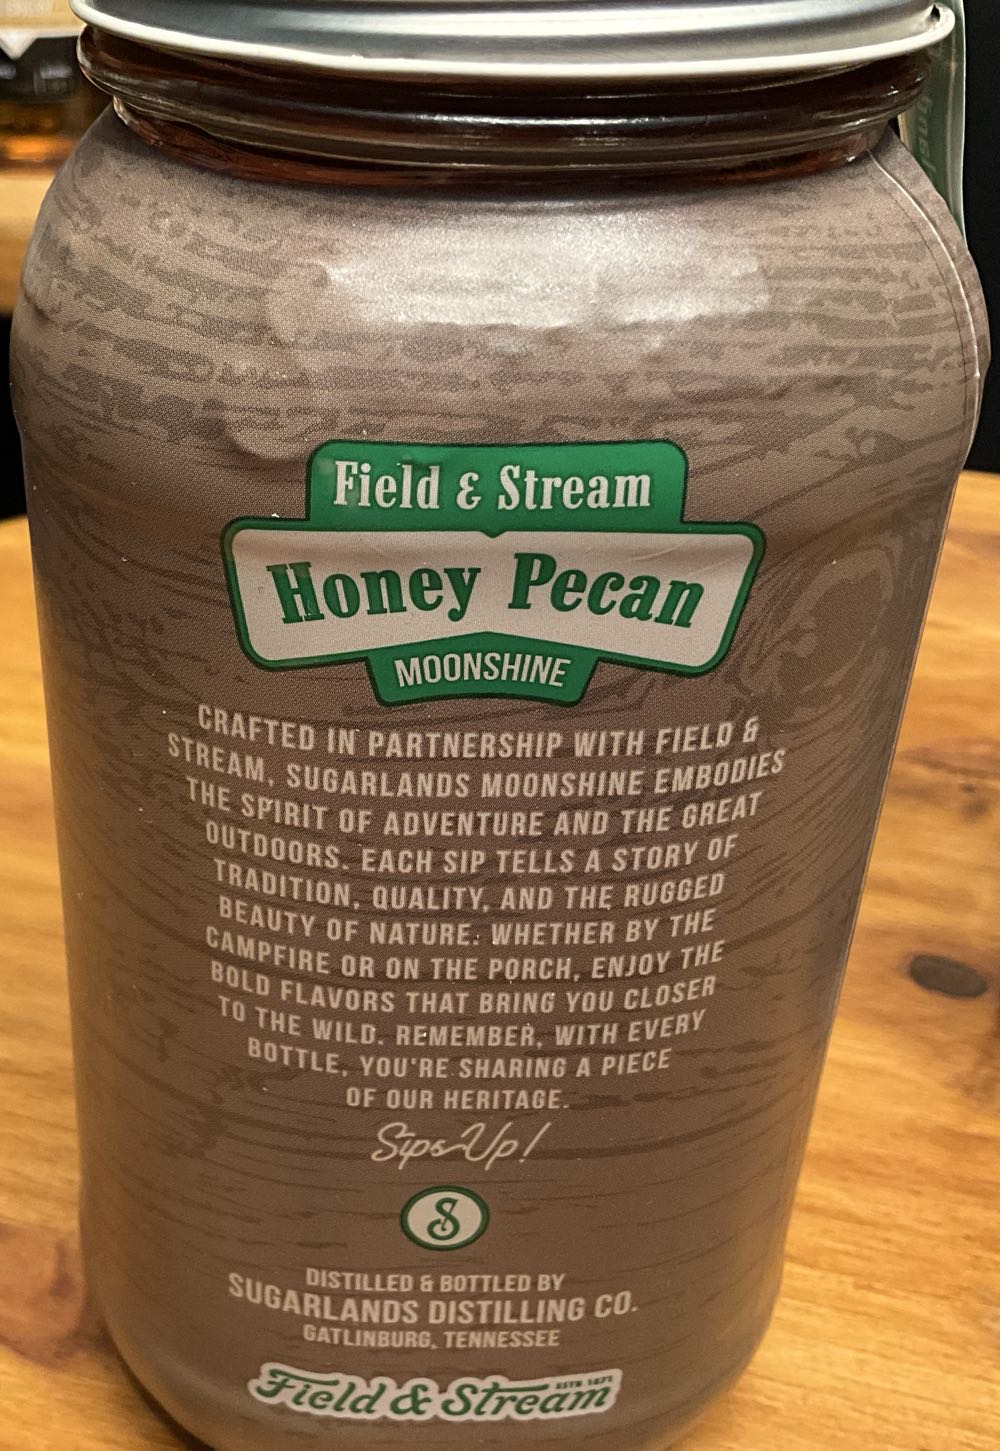 Field & Stream
Honey Pecan
MOONSHINE
CRAFTED IN PARTNERSHIP WITH FIELD &
STREAM, SUGARLANDS MOONSHINE EMBODIES
THE SPIRIT OF ADVENTURE AND THE GREAT
OUTDOORS. EACH SIP TELLS A STORY OF
TRADITION, QUALITY, AND THE RUGGED
BEAUTY OF NATURE. WHETHER BY THE
CAMPFIRE OR ON THE PORCH, ENJOY THE
BOLD FLAVORS THAT BRING YOU CLOSER
TO THE WILD. REMEMBER, WITH EVERY
BOTTLE, YOU'RE SHARING A PIECE
OF OUR HERITAGE.
Sips Up!
S
DISTILLED & BOTTLED BY
SUGARLANDS DISTILLING CO.
GATLINBURG, TENNESSEE
ESTD 1871
Field & Stream